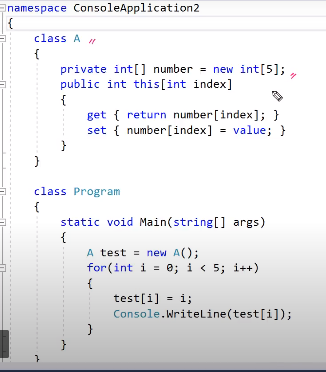 namespace ConsoleApplication2
{
class A
{
private int[] number = new int[5];
public int this[int index]
{
get { return number[index]; }
set { number[index] = value; }
}
}
class Program
{
static void Main(string[] args)
{
A test = new A();
for(int i = 0; i < 5; i++)
{
test[i] = i;
Console.WriteLine(test[i]);
}
}
}